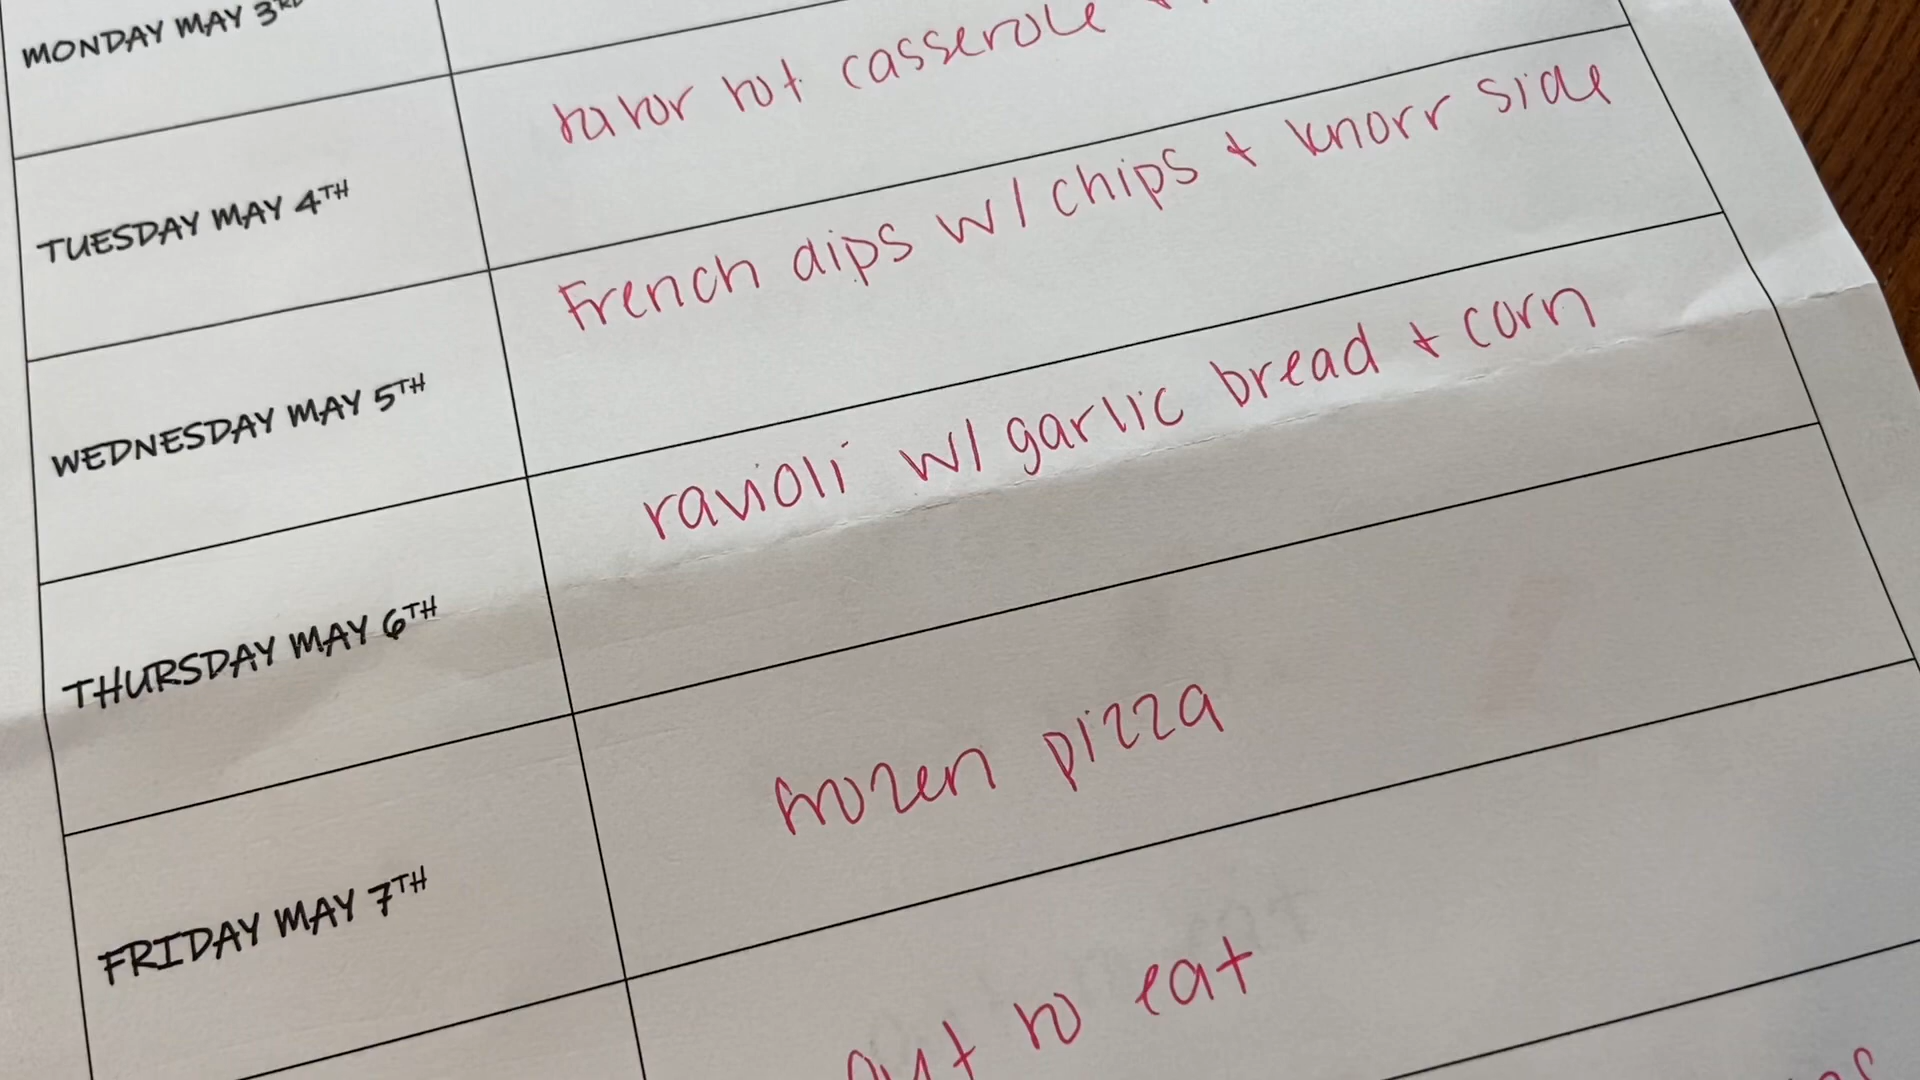 MONDAY MAY 3RD
TUESDAY MAY 4TH
tator tot casserole +
WEDNESDAY MAY 5TH
French dips w/ chips + knorr side
THURSDAY MAY 6TH
ravioli w/ garlic bread + corn
FRIDAY MAY 7TH
frozen pizza
out to eat